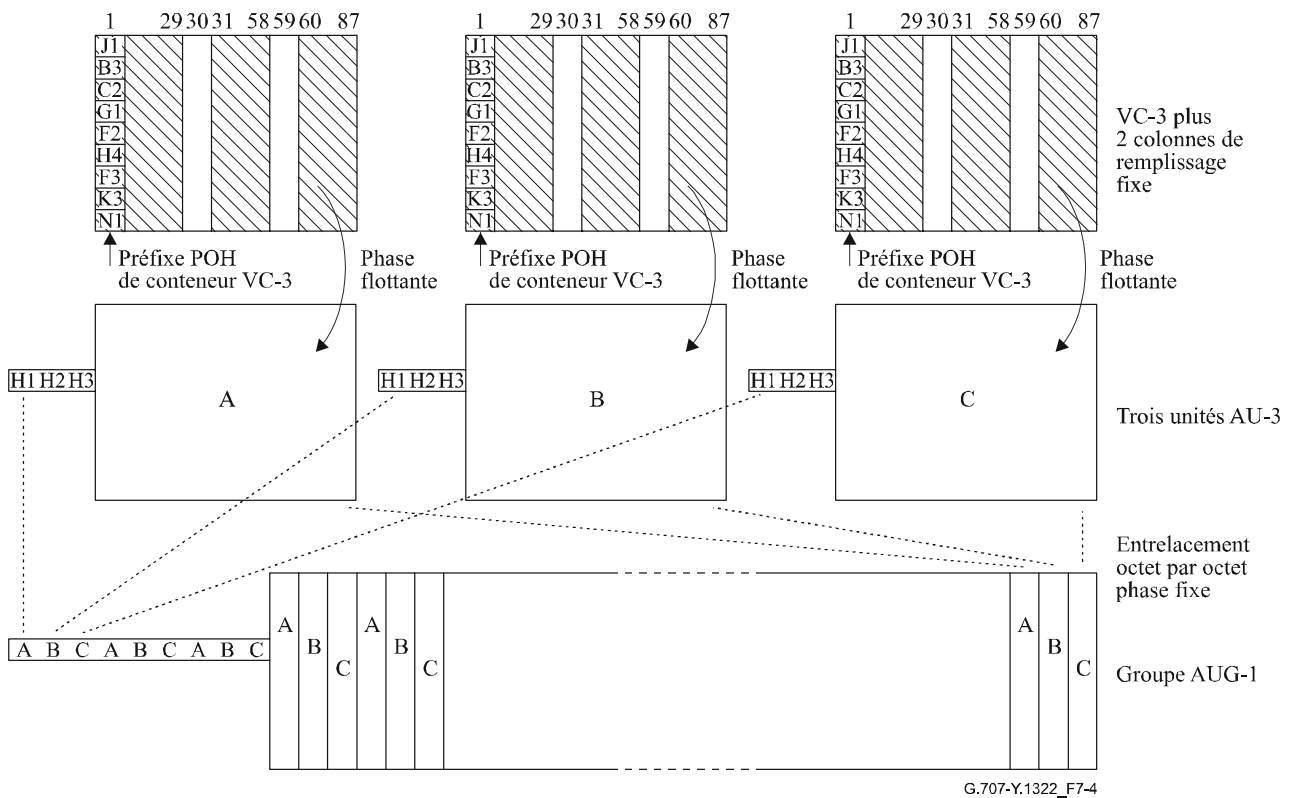 1 29 30 31 58 59 60 87 1 29 30 31 58 59 60 87 1 29 30 31 58 59 60 87
J1 J1 J1
B3 B3 B3
C2 C2 C2
G1 G1 G1
F2 F2 F2
H4 H4 H4
F3 F3 F3
K3 K3 K3
N1 N1 N1
VC-3 plus
2 colonnes de
remplissage
fixe
Préfixe POH
de conteneur VC-3
Phase
flottante
Préfixe POH
de conteneur VC-3
Phase
flottante
Préfixe POH
de conteneur VC-3
Phase
flottante
H1 H2 H3 A H1 H2 H3 B H1 H2 H3 C
Trois unités AU-3
Entrelacement
octet par octet
phase fixe
A B C A B C A B C
A B C A B C A B C
Groupe AUG-1
G.707-Y.1322_F7-4